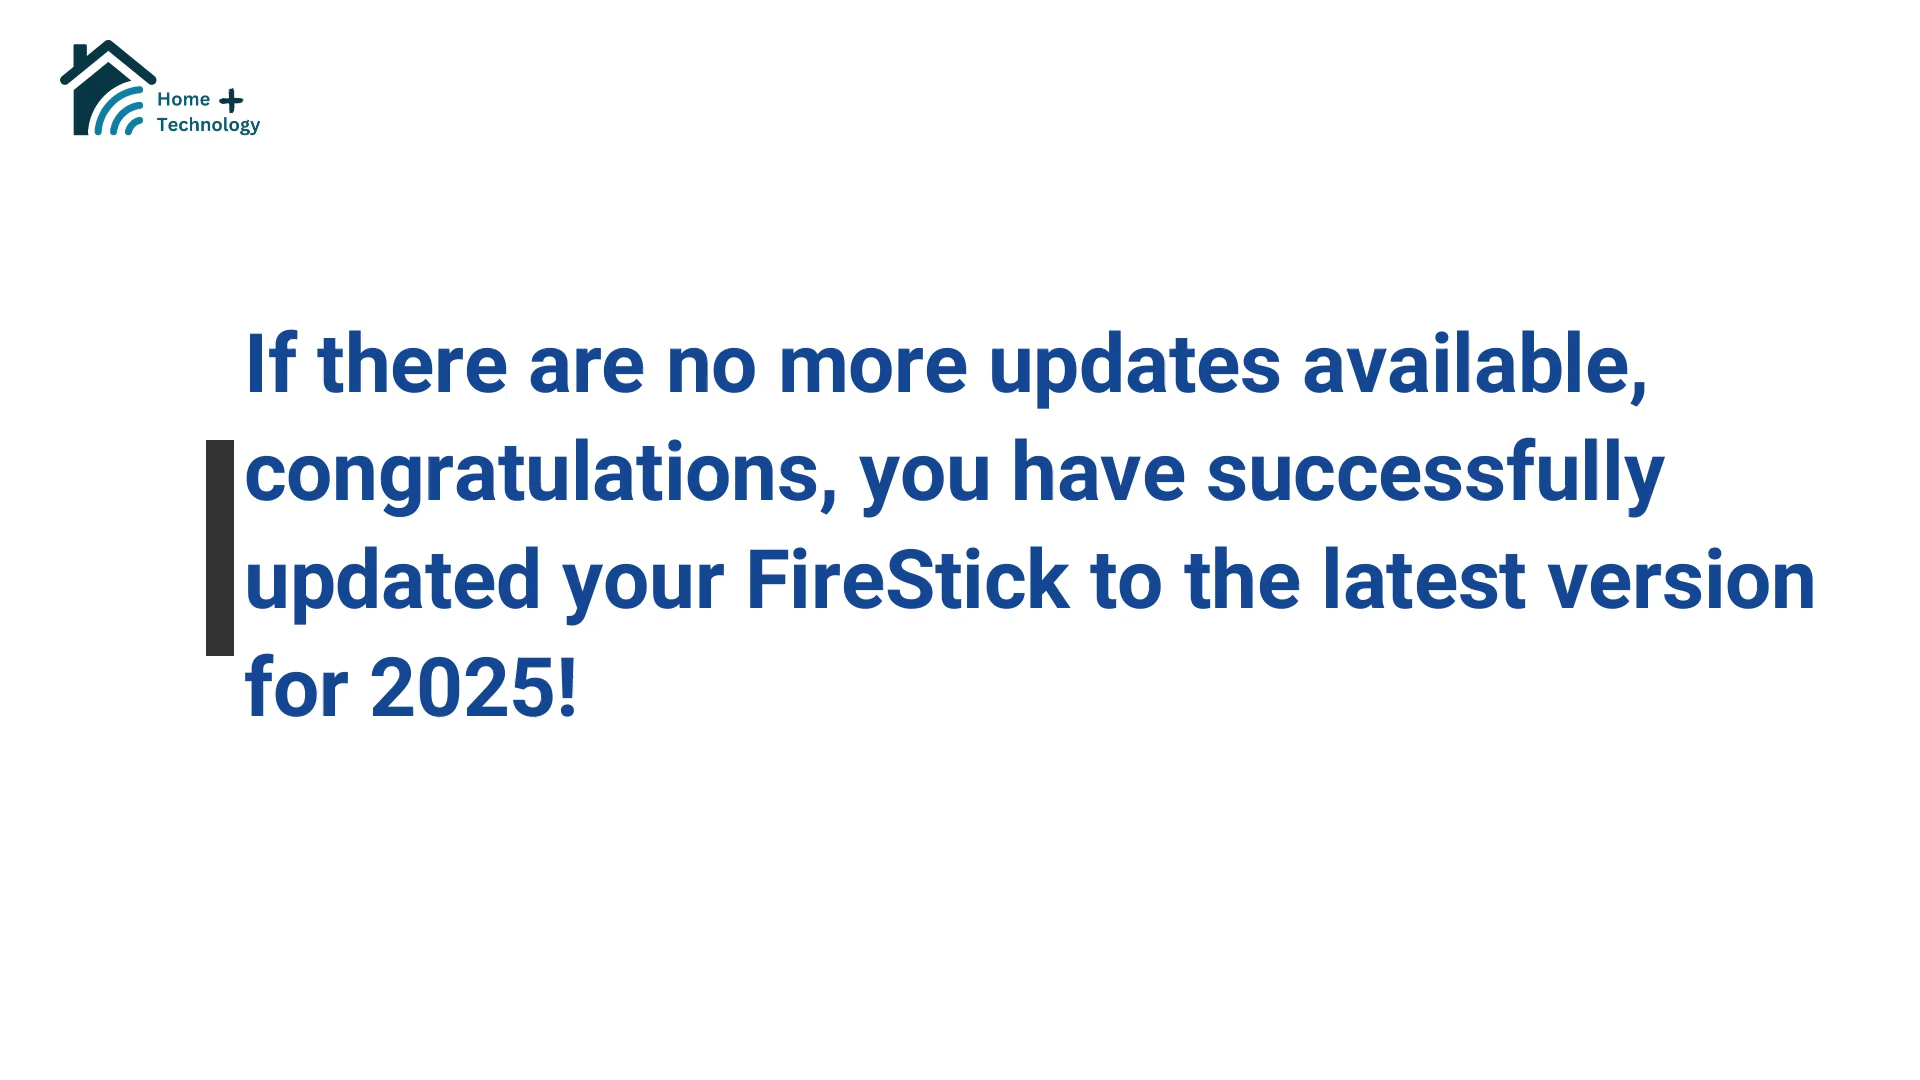 Home +
Technology
If there are no more updates available,
congratulations, you have successfully
updated your FireStick to the latest version
for 2025!